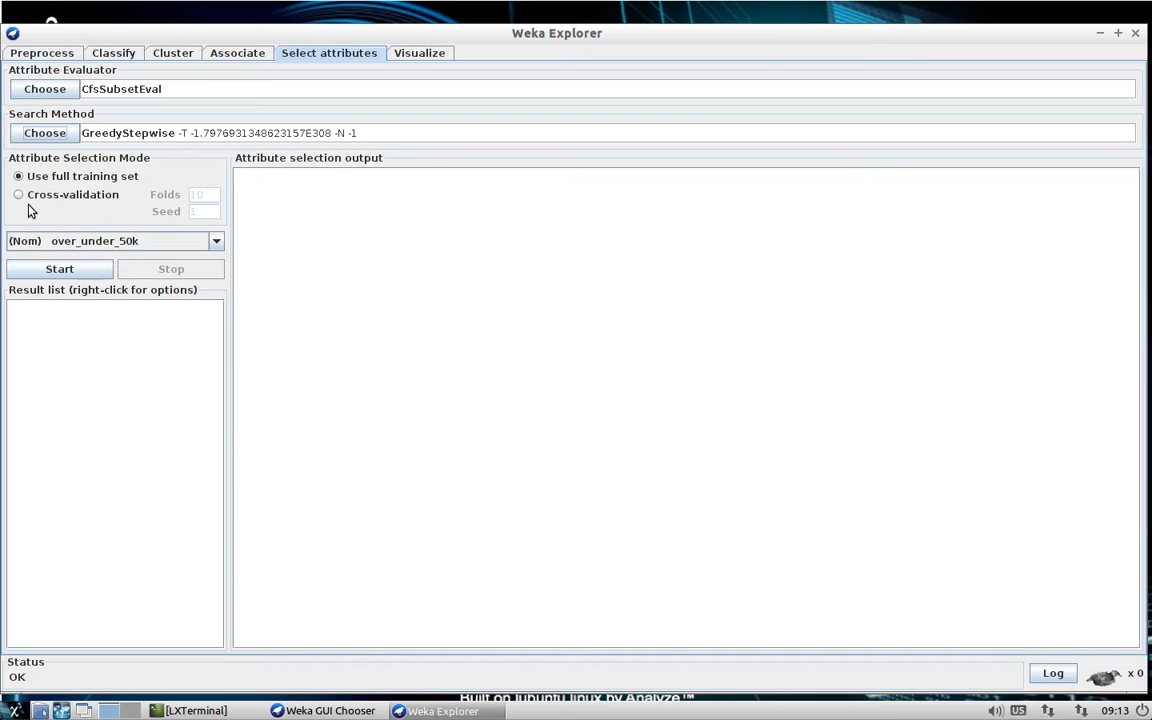 Weka Explorer
Preprocess Classify Cluster Associate Select attributes Visualize
Attribute Evaluator
Choose CfsSubsetEval
Search Method
Choose GreedyStepwise -T -1.7976931348623157E308 -N -1
Attribute Selection Mode
Use full training set
Cross-validation Folds 10
Seed 1
(Nom) over_under_50k
Start Stop
Result list (right-click for options)
Attribute selection output
Status
OK
Log x 0
Built on lubuntu linux by Analyze™
[LXTerminal] Weka GUI Chooser Weka Explorer US 09:13